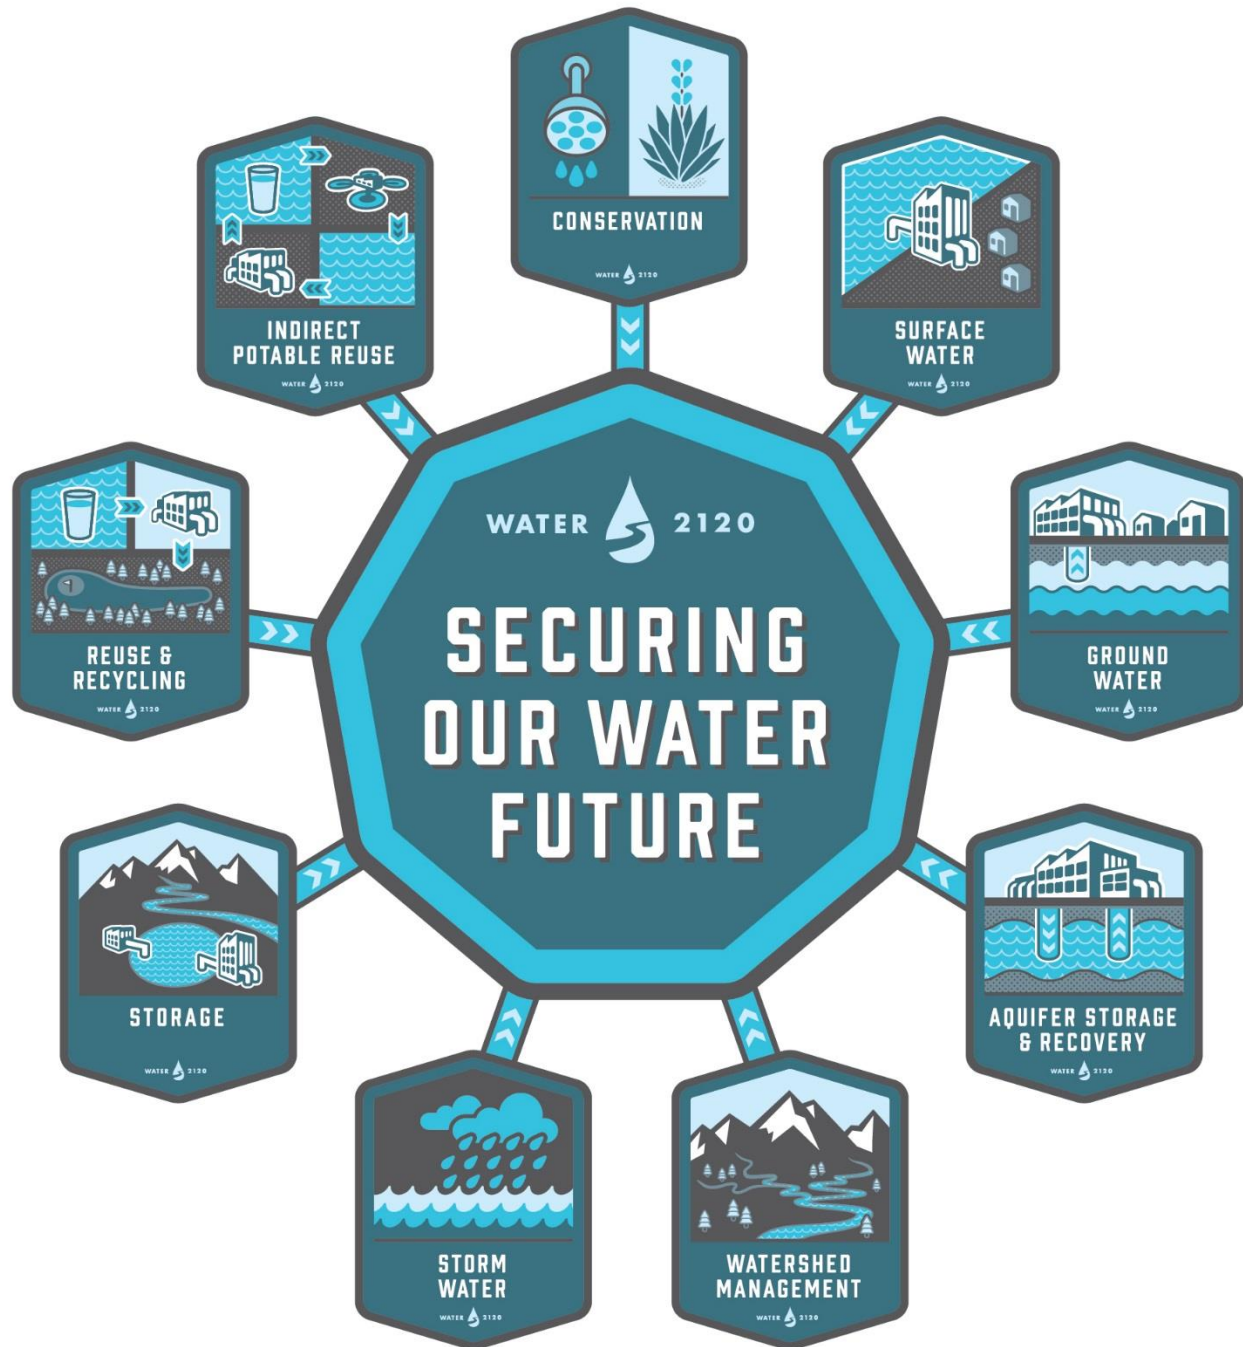 WATER 2120
SECURING
OUR WATER
FUTURE
CONSERVATION
WATER 2120
SURFACE
WATER
WATER 2120
GROUND
WATER
WATER 2120
AQUIFER STORAGE
& RECOVERY
WATER 2120
WATERSHED
MANAGEMENT
WATER 2120
STORM
WATER
WATER 2120
STORAGE
WATER 2120
REUSE &
RECYCLING
WATER 2120
INDIRECT
POTABLE REUSE
WATER 2120